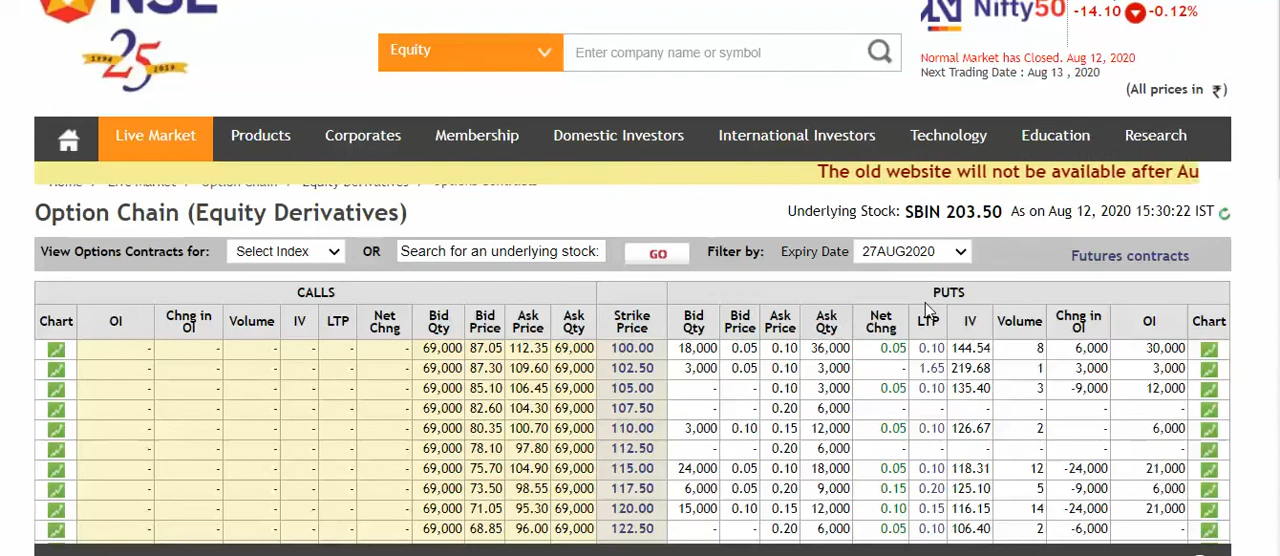 NSE
Nifty50
-14.10 -0.12%
1994 25 2019
Equity
Enter company name or symbol
Normal Market has Closed. Aug 12, 2020
Next Trading Date : Aug 13 , 2020
(All prices in ₹)
Live Market Products Corporates Membership Domestic Investors International Investors Technology Education Research
The old website will not be available after Au
Home Live Market Option Chain Equity Derivatives Options Contracts
Option Chain (Equity Derivatives)
Underlying Stock: SBIN 203.50 As on Aug 12, 2020 15:30:22 IST
View Options Contracts for: Select Index OR Search for an underlying stock: GO Filter by: Expiry Date 27AUG2020 Futures contracts
CALLS PUTS
Chart OI Chng in OI Volume IV LTP Net Chng Bid Qty Bid Price Ask Price Ask Qty Strike Price Bid Qty Bid Price Ask Price Ask Qty Net Chng LTP IV Volume Chng in OI OI Chart
- - - - - - 69,000 87.05 112.35 69,000 100.00 18,000 0.05 0.10 36,000 0.05 0.10 144.54 8 6,000 30,000
- - - - - - 69,000 87.30 109.60 69,000 102.50 3,000 0.05 0.10 3,000 - 1.65 219.68 1 3,000 3,000
- - - - - - 69,000 85.10 106.45 69,000 105.00 - - 0.10 3,000 0.05 0.10 135.40 3 -9,000 12,000
- - - - - - 69,000 82.60 104.30 69,000 107.50 - - 0.20 6,000 - - - - - -
- - - - - - 69,000 80.35 100.70 69,000 110.00 3,000 0.10 0.15 12,000 0.05 0.10 126.67 2 - 6,000
- - - - - - 69,000 78.10 97.80 69,000 112.50 - - 0.20 6,000 - - - - - -
- - - - - - 69,000 75.70 104.90 69,000 115.00 24,000 0.05 0.10 18,000 0.05 0.10 118.31 12 -24,000 21,000
- - - - - - 69,000 73.50 98.55 69,000 117.50 6,000 0.05 0.20 9,000 0.15 0.20 125.10 5 -9,000 6,000
- - - - - - 69,000 71.05 95.30 69,000 120.00 15,000 0.10 0.15 12,000 0.10 0.15 116.15 14 -24,000 21,000
- - - - - - 69,000 68.85 96.00 69,000 122.50 - - 0.20 6,000 0.05 0.10 106.40 2 -6,000 -